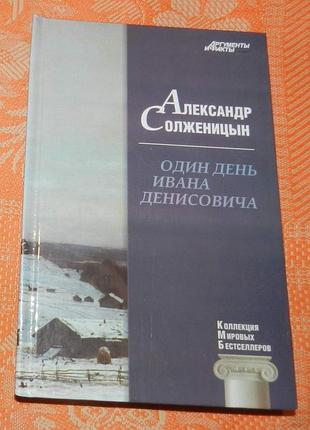 АРГУМЕНТЫ
И ФАКТЫ
АЛЕКСАНДР
СОЛЖЕНИЦЫН
ОДИН ДЕНЬ
ИВАНА
ДЕНИСОВИЧА
КОЛЛЕКЦИЯ
МИРОВЫХ
БЕСТСЕЛЛЕРОВ